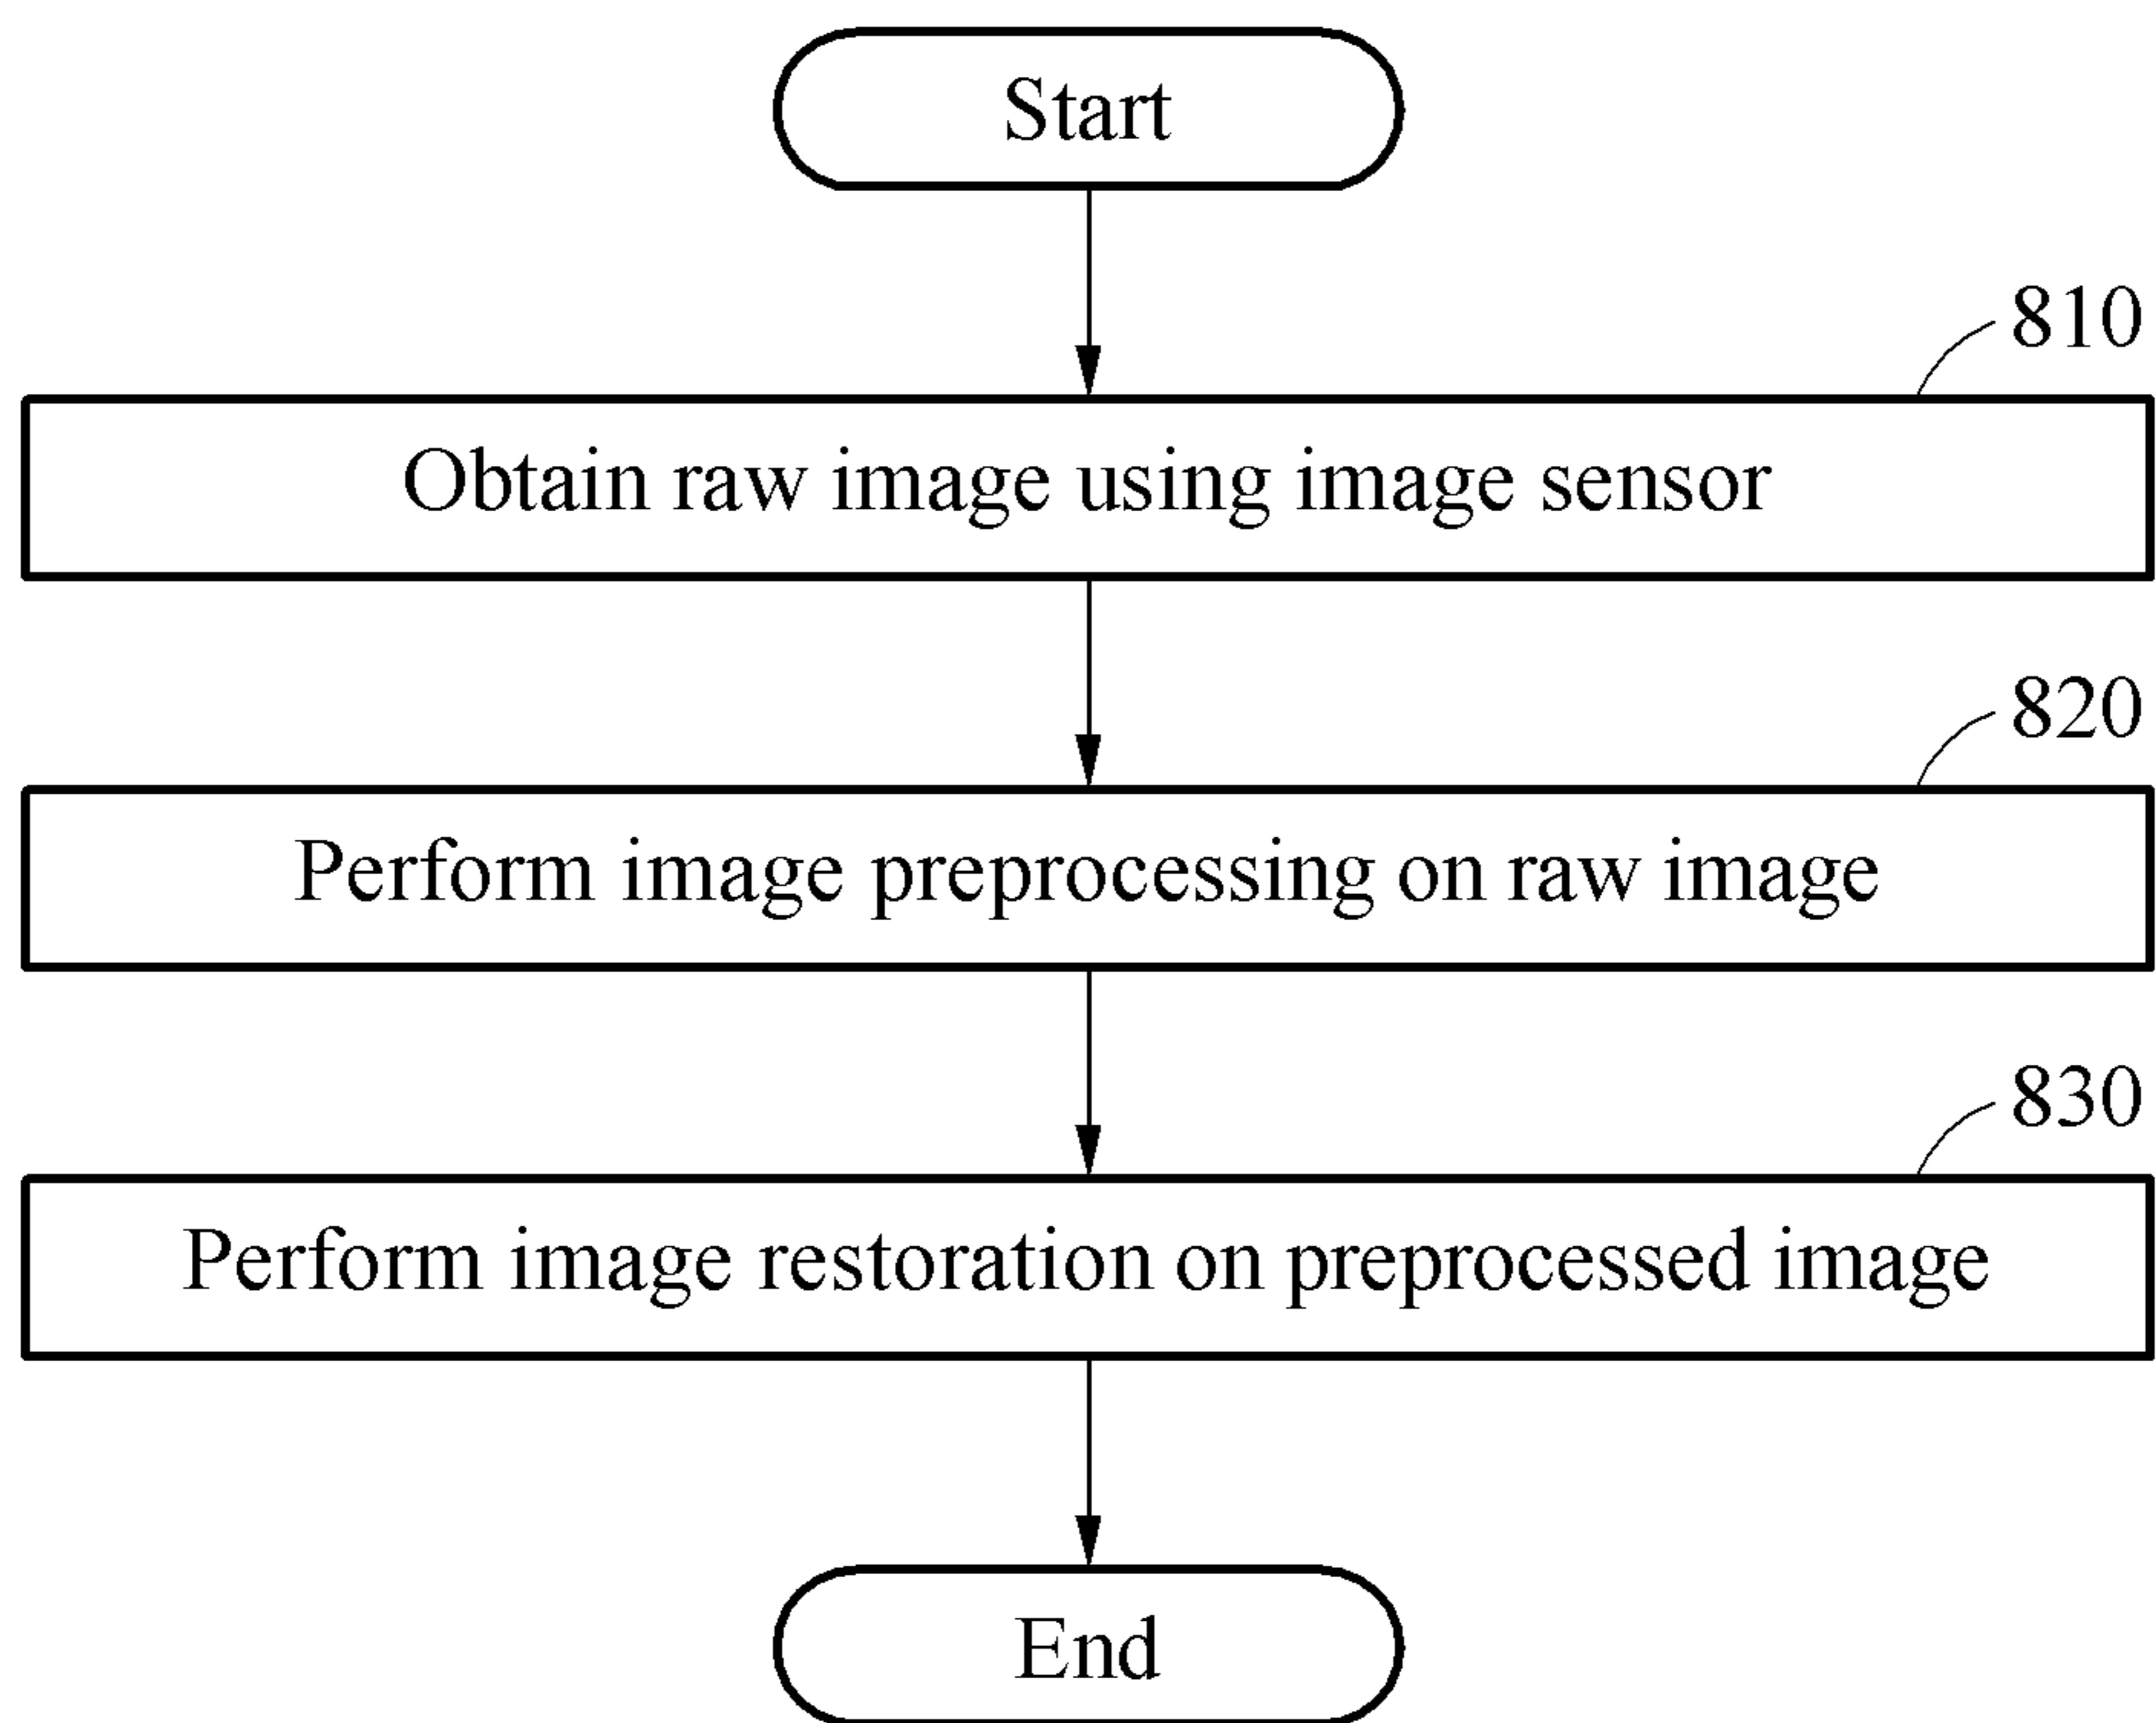 Start
810
Obtain raw image using image sensor
820
Perform image preprocessing on raw image
830
Perform image restoration on preprocessed image
End